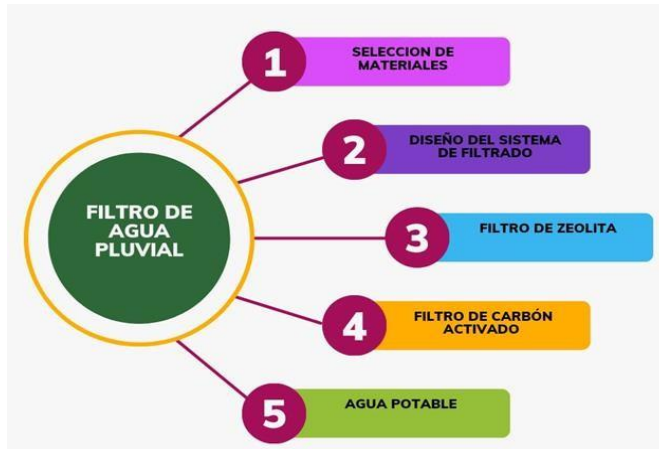 FILTRO DE
AGUA
PLUVIAL
1
SELECCION DE
MATERIALES
2
DISEÑO DEL SISTEMA
DE FILTRADO
3
FILTRO DE ZEOLITA
4
FILTRO DE CARBÓN
ACTIVADO
5
AGUA POTABLE